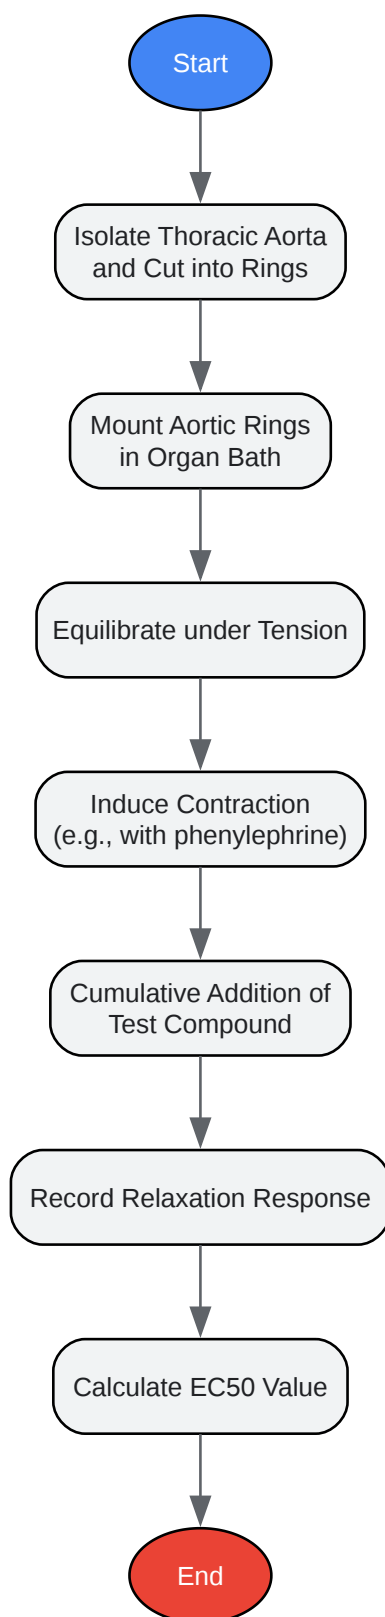 Start
Isolate Thoracic Aorta
and Cut into Rings
Mount Aortic Rings
in Organ Bath
Equilibrate under Tension
Induce Contraction
(e.g., with phenylephrine)
Cumulative Addition of
Test Compound
Record Relaxation Response
Calculate EC50 Value
End